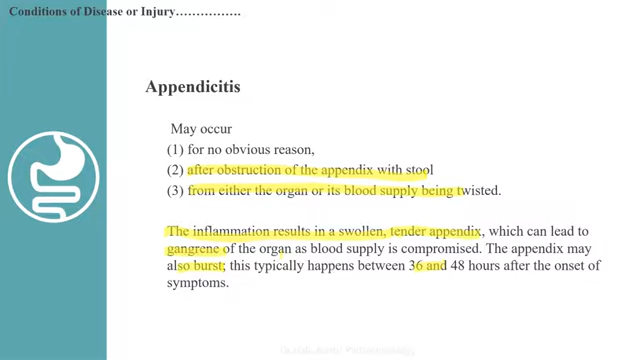 Conditions of Disease or Injury…………….
Appendicitis
May occur
(1) for no obvious reason,
(2) after obstruction of the appendix with stool
(3) from either the organ or its blood supply being twisted.
The inflammation results in a swollen, tender appendix, which can lead to
gangrene of the organ as blood supply is compromised. The appendix may
also burst; this typically happens between 36 and 48 hours after the onset of
symptoms.